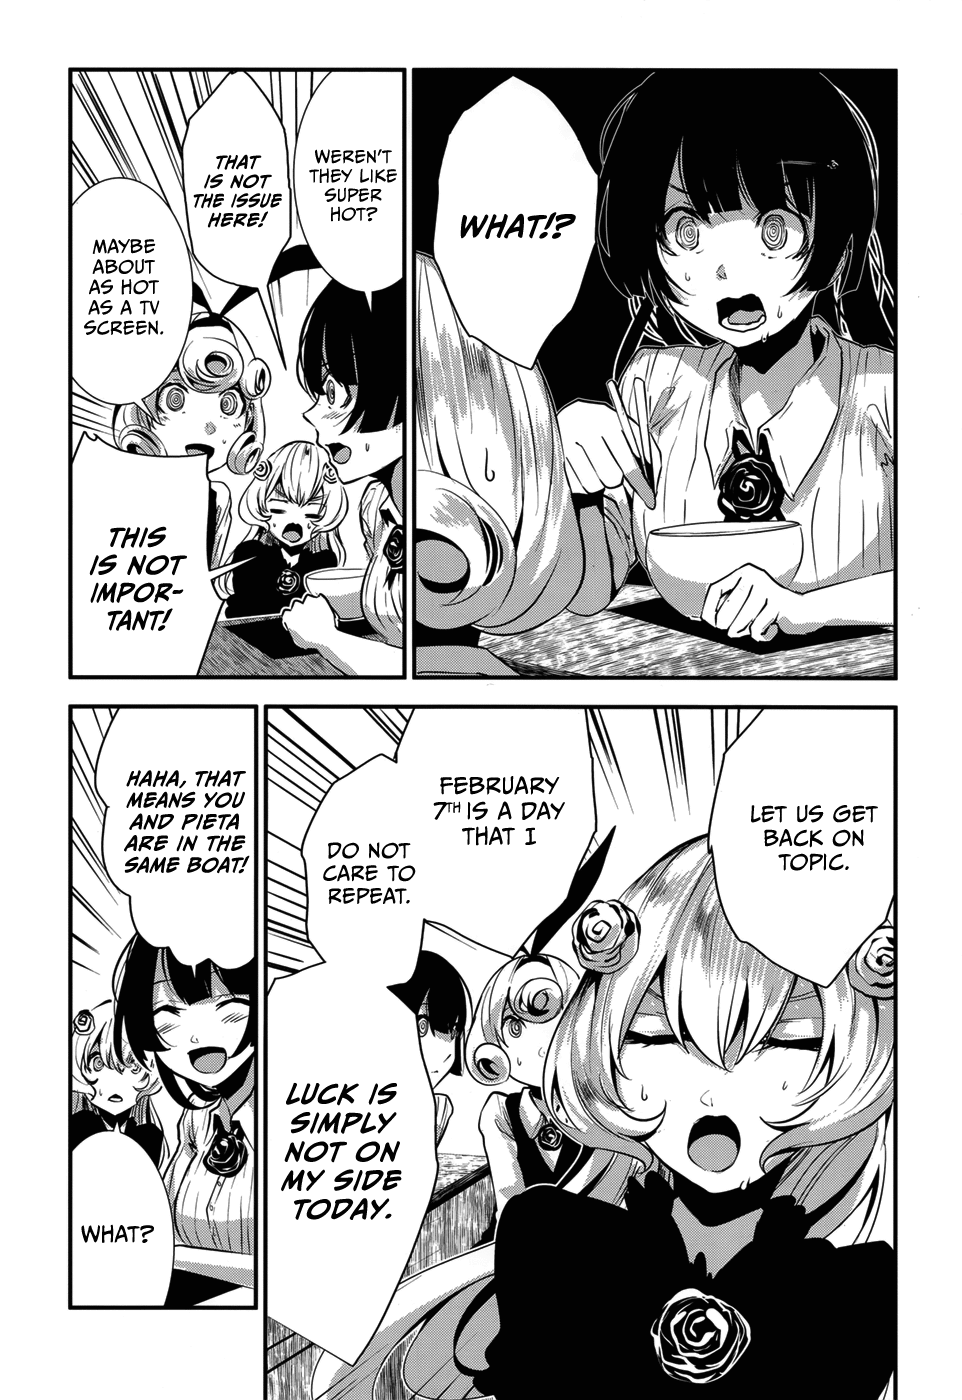 WHAT!?
WEREN'T
THEY LIKE
SUPER
HOT?
THAT
IS NOT
THE ISSUE
HERE!
MAYBE
ABOUT
AS HOT
AS A TV
SCREEN.
THIS
IS NOT
IMPOR-
TANT!
LET US GET
BACK ON
TOPIC.
FEBRUARY
7TH IS A DAY
THAT I
DO NOT
CARE TO
REPEAT.
LUCK IS
SIMPLY
NOT ON
MY SIDE
TODAY.
HAHA, THAT
MEANS YOU
AND PIETA
ARE IN THE
SAME BOAT!
WHAT?